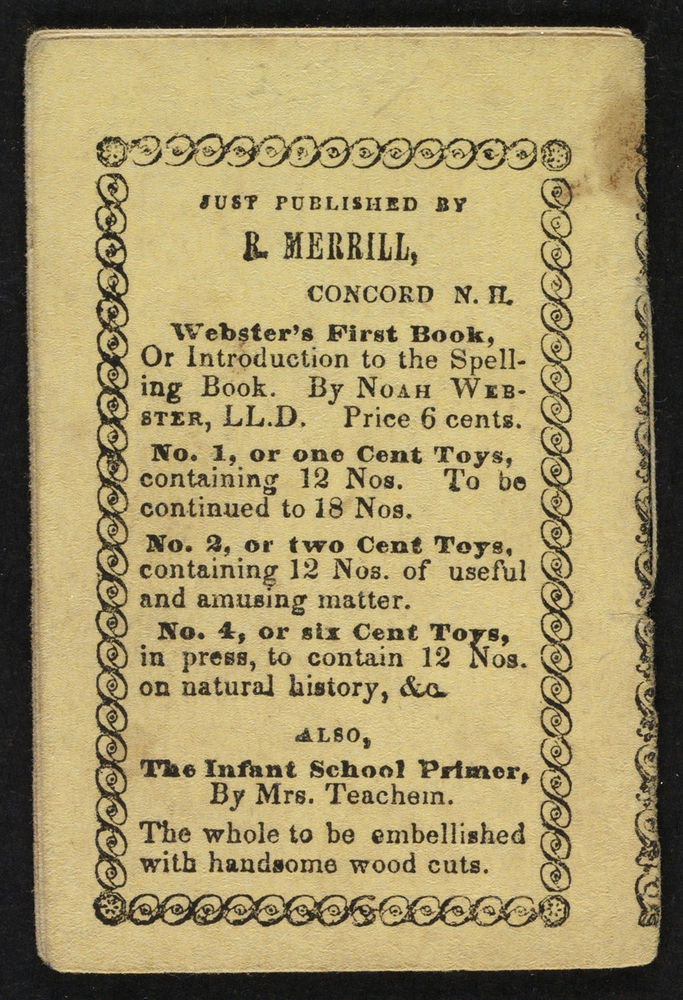 JUST PUBLISHED BY
R. MERRILL,
CONCORD N. H.
Webster's First Book,
Or Introduction to the Spell-
ing Book. By NOAH WEB-
STER, LL.D. Price 6 cents.
No. 1, or one Cent Toys,
containing 12 Nos. To be
continued to 18 Nos.
No. 2, or two Cent Toys,
containing 12 Nos. of useful
and amusing matter.
No. 4, or six Cent Toys,
in press, to contain 12 Nos.
on natural history, &c.
ALSO,
The Infant School Primer,
By Mrs. Teachem.
The whole to be embellished
with handsome wood cuts.